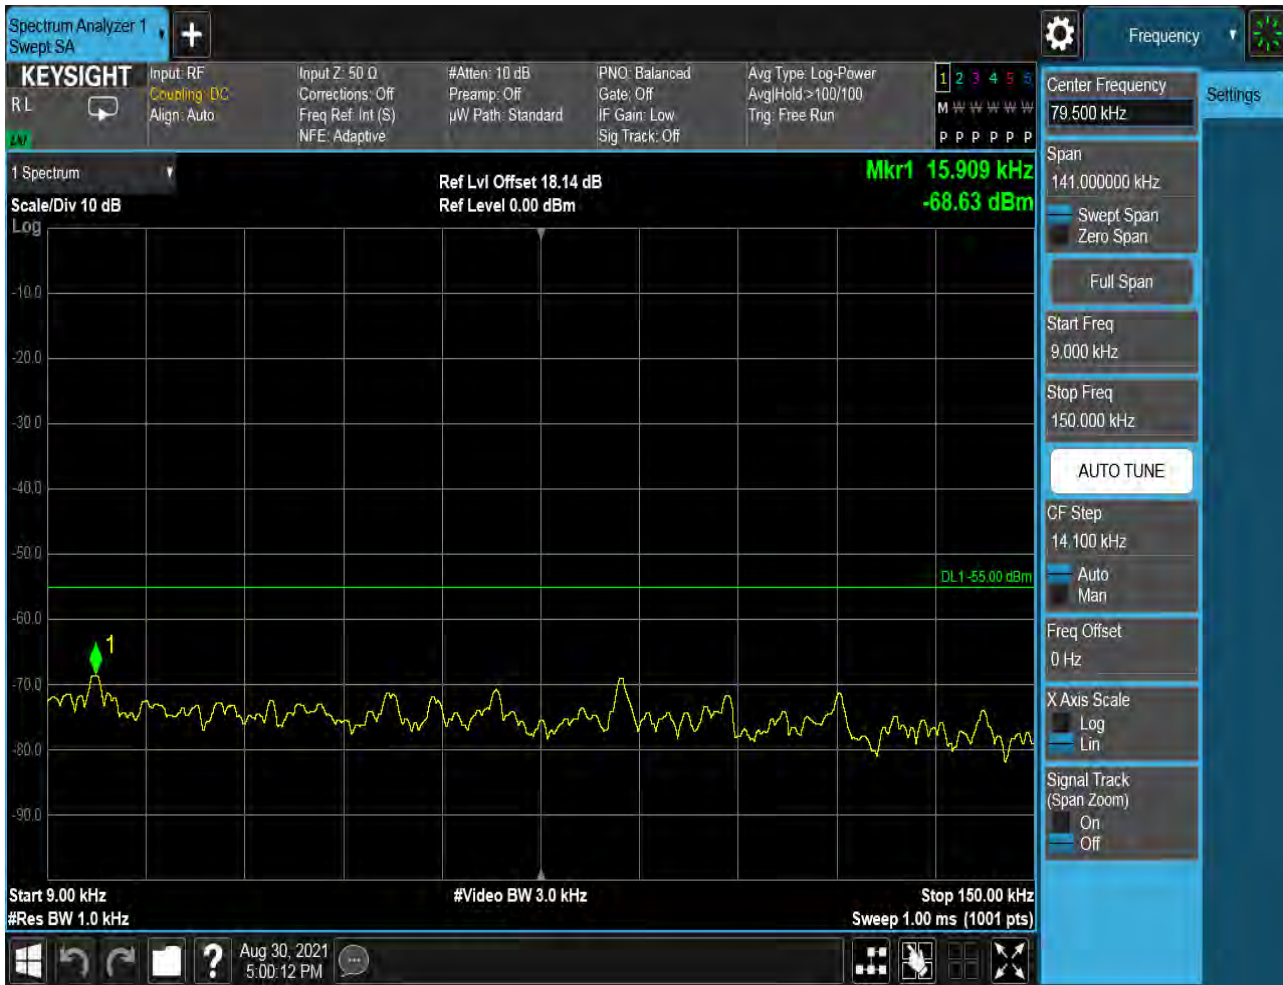 Spectrum Analyzer 1
Swept SA
Frequency
KEYSIGHT
R L
Input: RF
Coupling: DC
Align: Auto
Input Z: 50 Ω
Corrections: Off
Freq Ref: Int (S)
NFE: Adaptive
#Atten: 10 dB
Preamp: Off
µW Path: Standard
PNO: Balanced
Gate: Off
IF Gain: Low
Sig Track: Off
Avg Type: Log-Power
Avg|Hold:>100/100
Trig: Free Run
1 2 3 4 5 6
M W W W W W
P P P P P P
1 Spectrum
Scale/Div 10 dB
Ref Lvl Offset 18.14 dB
Ref Level 0.00 dBm
Mkr1 15.909 kHz
-68.63 dBm
Log
-10.0
-20.0
-30.0
-40.0
-50.0
-60.0
-70.0
-80.0
-90.0
DL1 -55.00 dBm
1
Start 9.00 kHz
#Res BW 1.0 kHz
#Video BW 3.0 kHz
Stop 150.00 kHz
Sweep 1.00 ms (1001 pts)
?
Aug 30, 2021
5:00:12 PM
Center Frequency
79.500 kHz
Span
141.000000 kHz
Swept Span
Zero Span
Full Span
Start Freq
9.000 kHz
Stop Freq
150.000 kHz
AUTO TUNE
CF Step
14.100 kHz
Auto
Man
Freq Offset
0 Hz
X Axis Scale
Log
Lin
Signal Track
(Span Zoom)
On
Off
Settings